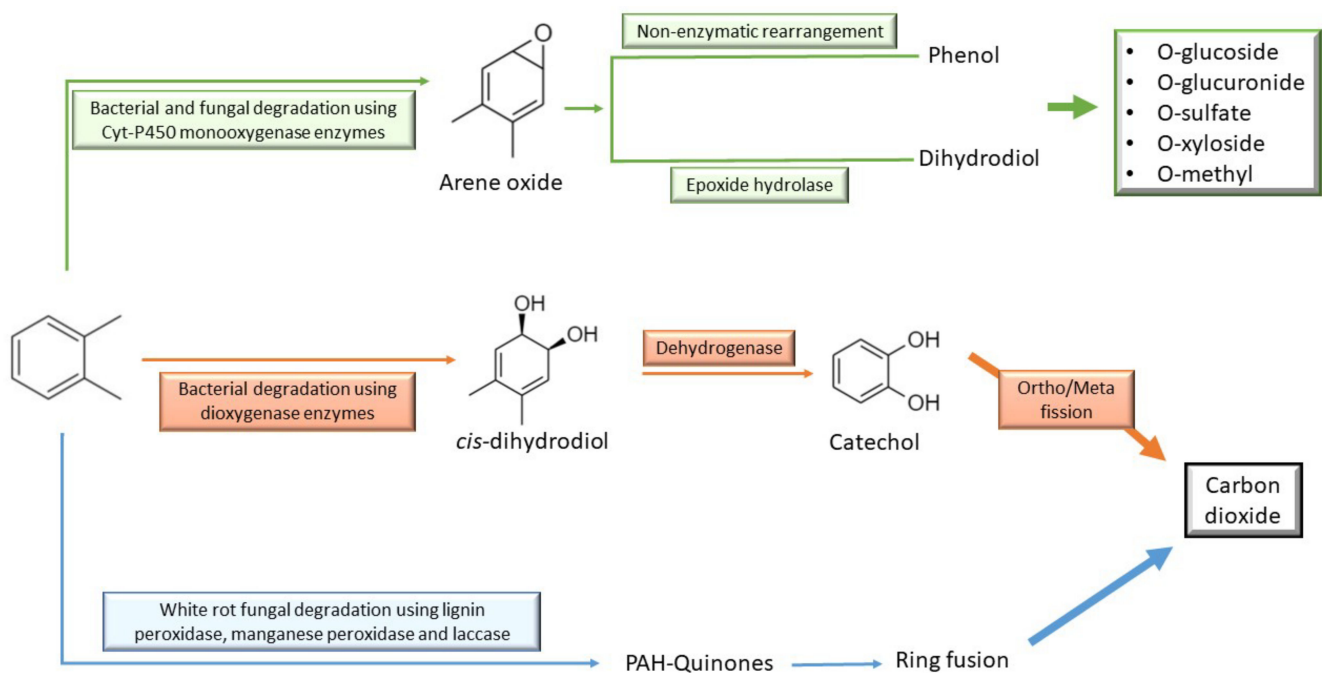 O
Non-enzymatic rearrangement
Phenol
Bacterial and fungal degradation using
Cyt-P450 monooxygenase enzymes
Arene oxide
Epoxide hydrolase
Dihydrodiol
• O-glucoside
• O-glucuronide
• O-sulfate
• O-xyloside
• O-methyl
OH
OH
Bacterial degradation using
dioxygenase enzymes
cis-dihydrodiol
Dehydrogenase
OH
OH
Catechol
Ortho/Meta
fission
Carbon
dioxide
White rot fungal degradation using lignin
peroxidase, manganese peroxidase and laccase
PAH-Quinones
Ring fusion